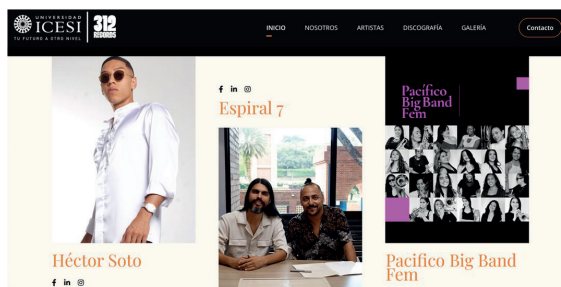 UNIVERSIDAD
ICESI
TU FUTURO A OTRO NIVEL
312
RECORDS
INICIO
NOSOTROS
ARTISTAS
DISCOGRAFÍA
GALERÍA
Contacto
Héctor Soto
Espiral 7
Pacífico
Big Band
Fem
Pacifico Big Band
Fem